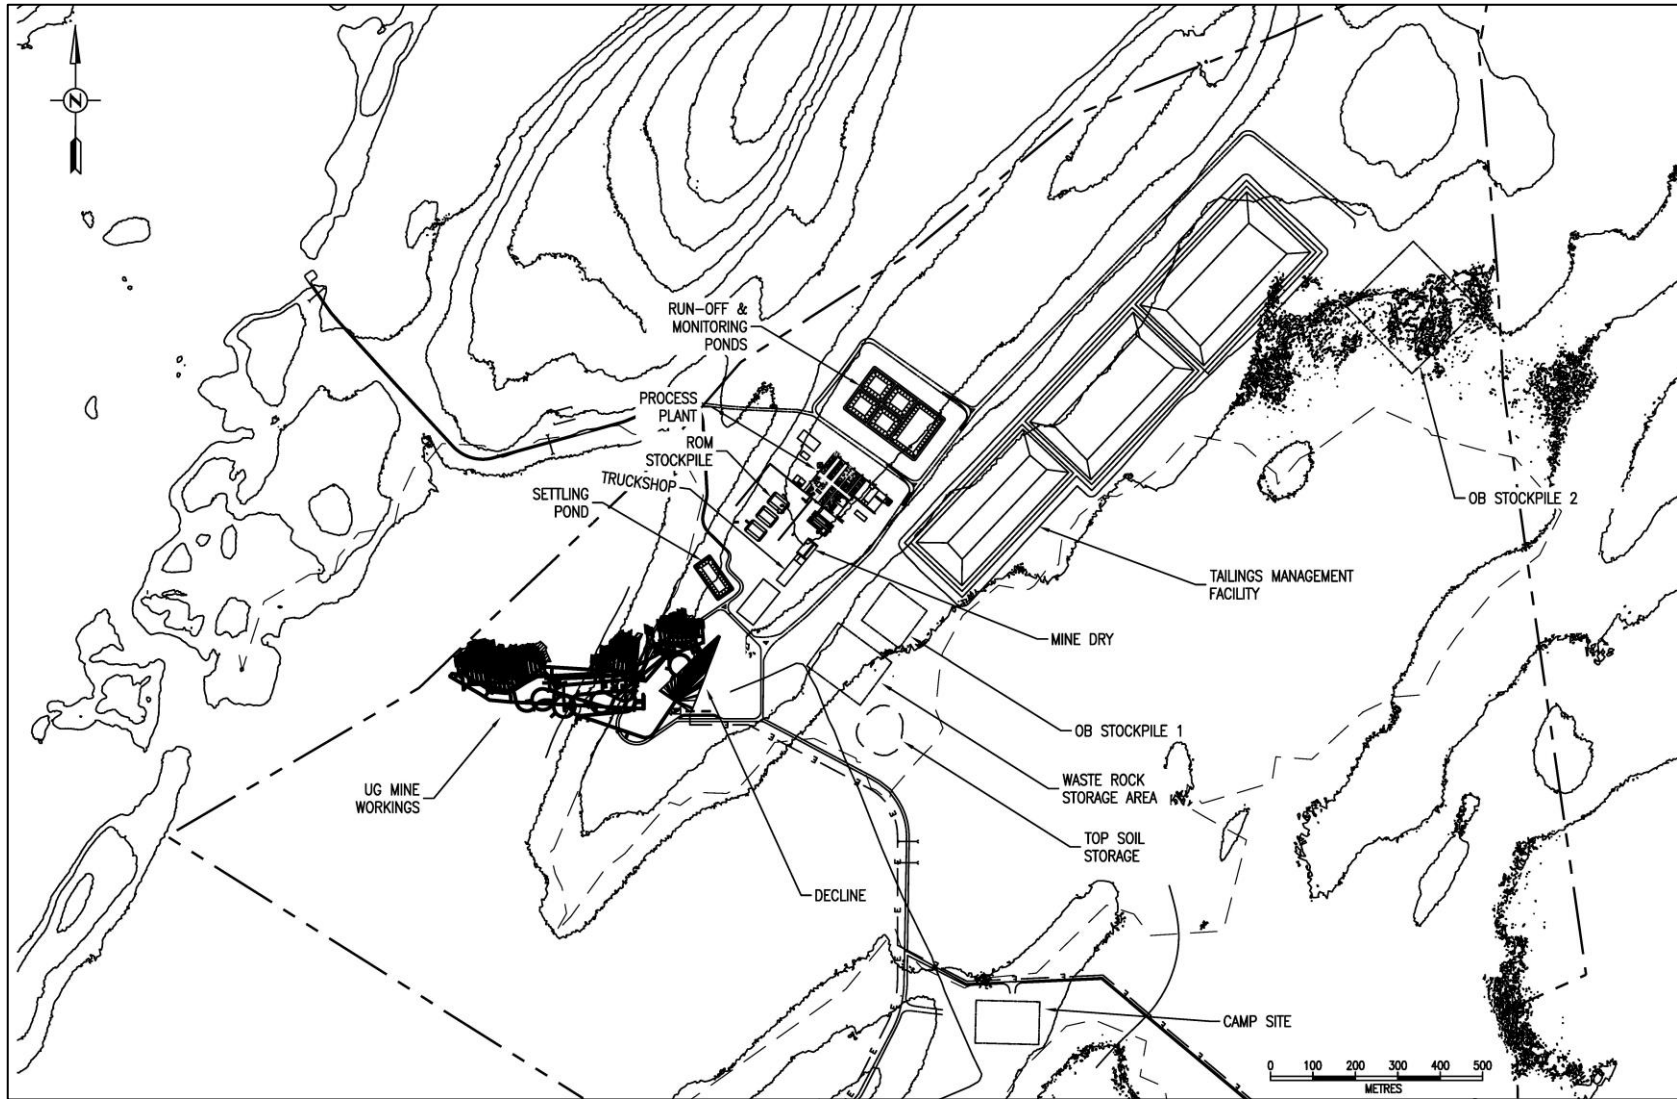 N
RUN-OFF &
MONITORING
PONDS
PROCESS
PLANT
ROM
STOCKPILE
TRUCKSHOP
SETTLING
POND
OB STOCKPILE 2
TAILINGS MANAGEMENT
FACILITY
MINE DRY
OB STOCKPILE 1
WASTE ROCK
STORAGE AREA
TOP SOIL
STORAGE
UG MINE
WORKINGS
DECLINE
CAMP SITE
0 100 200 300 400 500
METRES